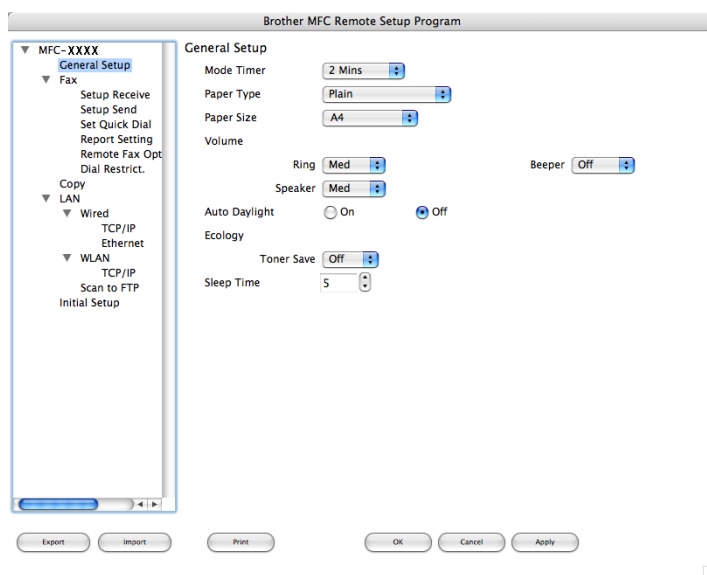 Brother MFC Remote Setup Program
MFC-XXXX
General Setup
Fax
Setup Receive
Setup Send
Set Quick Dial
Report Setting
Remote Fax Opt
Dial Restrict.
Copy
LAN
Wired
TCP/IP
Ethernet
WLAN
TCP/IP
Scan to FTP
Initial Setup
General Setup
Mode Timer 2 Mins
Paper Type Plain
Paper Size A4
Volume
Ring Med Beeper Off
Speaker Med
Auto Daylight On Off
Ecology
Toner Save Off
Sleep Time 5
Export Import Print OK Cancel Apply